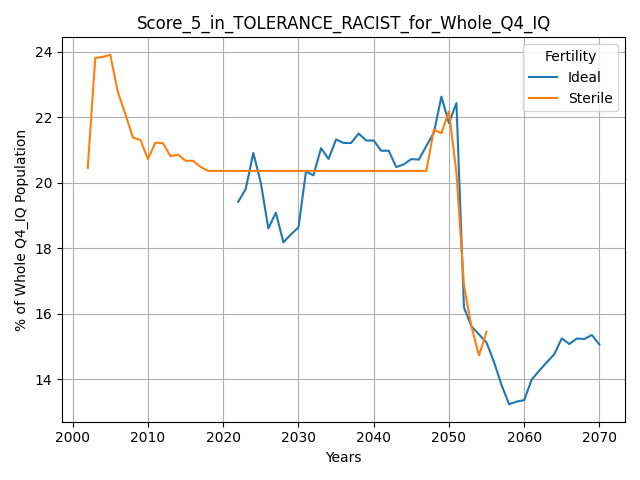 Score_5_in_TOLERANCE_RACIST_for_Whole_Q4_IQ
Fertility
Ideal
Sterile
% of Whole Q4_IQ Population
24
22
20
18
16
14
2000 2010 2020 2030 2040 2050 2060 2070
Years